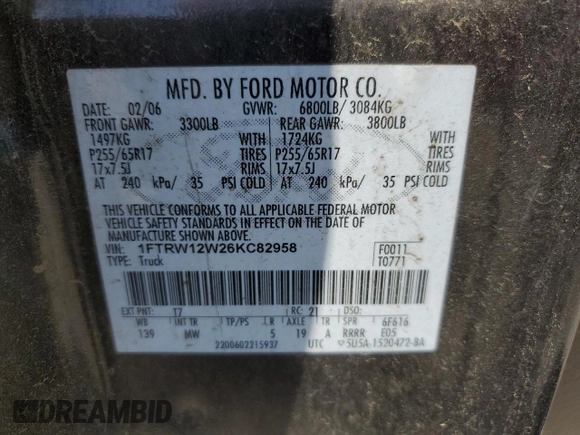 MFD. BY FORD MOTOR CO.
DATE: 02/06 GVWR: 6800LB/ 3084KG
FRONT GAWR: 3300LB REAR GAWR: 3800LB
1497KG WITH 1724KG WITH
P255/65R17 TIRES P255/65R17 TIRES
17x7.5J RIMS 17x7.5J RIMS
AT 240 kPa/ 35 PSI COLD AT 240 kPa/ 35 PSI COLD
THIS VEHICLE CONFORMS TO ALL APPLICABLE FEDERAL MOTOR
VEHICLE SAFETY STANDARDS IN EFFECT ON THE DATE OF
MANUFACTURE SHOWN ABOVE.
VIN: 1FTRW12W26KC82958 F0011
TYPE: Truck T0771
EXT PNT: T7 RC: 21 DSO:
WB INT TR TP/PS R AXLE TR SPR 6F616
139 MW 5 19 A RRRR E05
2200602215937 UTC 5U5A-1520472-BA
DREAMBID